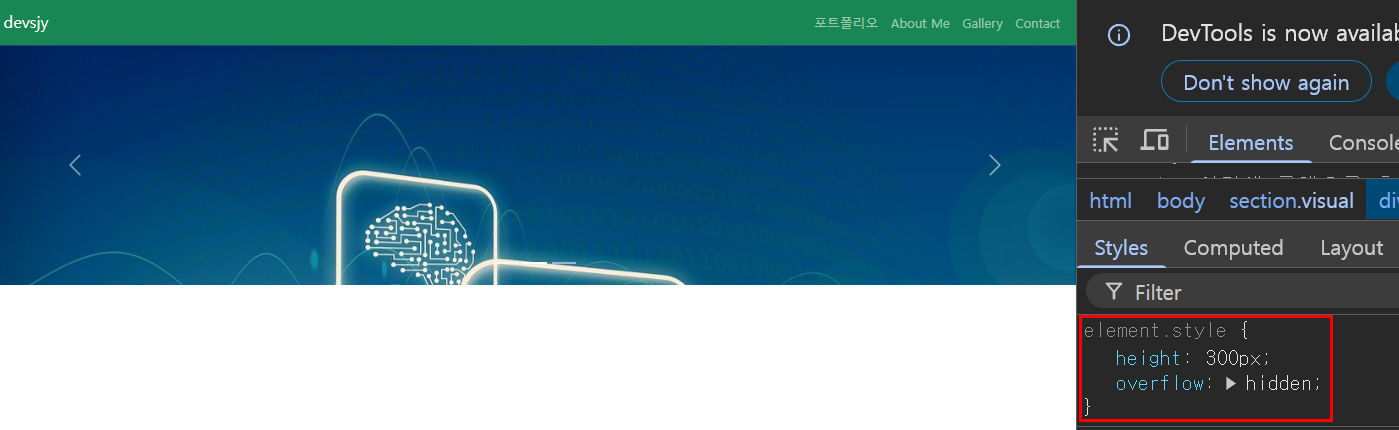 devsjy
포트폴리오 About Me Gallery Contact
DevTools is now availab
Don't show again
Elements Console
html body section.visual div
Styles Computed Layout
Filter
element.style {
height: 300px;
overflow: ▶ hidden;
}